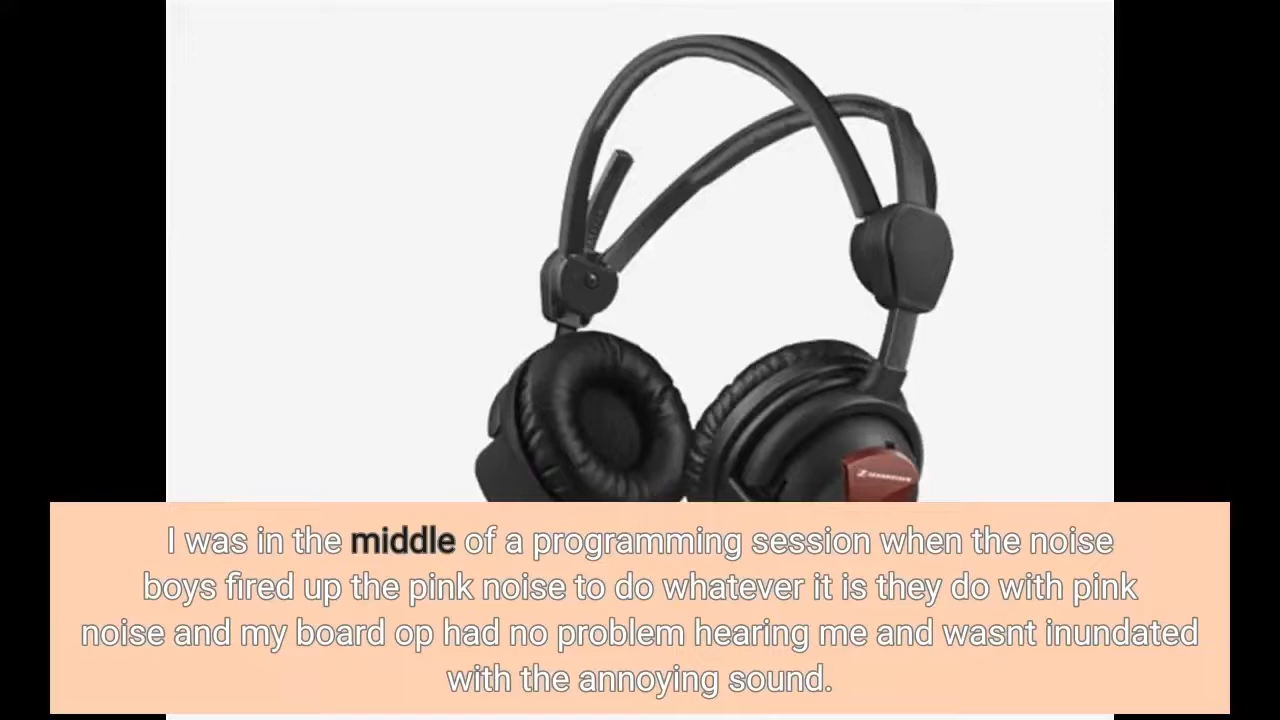 SENNHEISER
I was in the middle of a programming session when the noise
boys fired up the pink noise to do whatever it is they do with pink
noise and my board op had no problem hearing me and wasnt inundated
with the annoying sound.